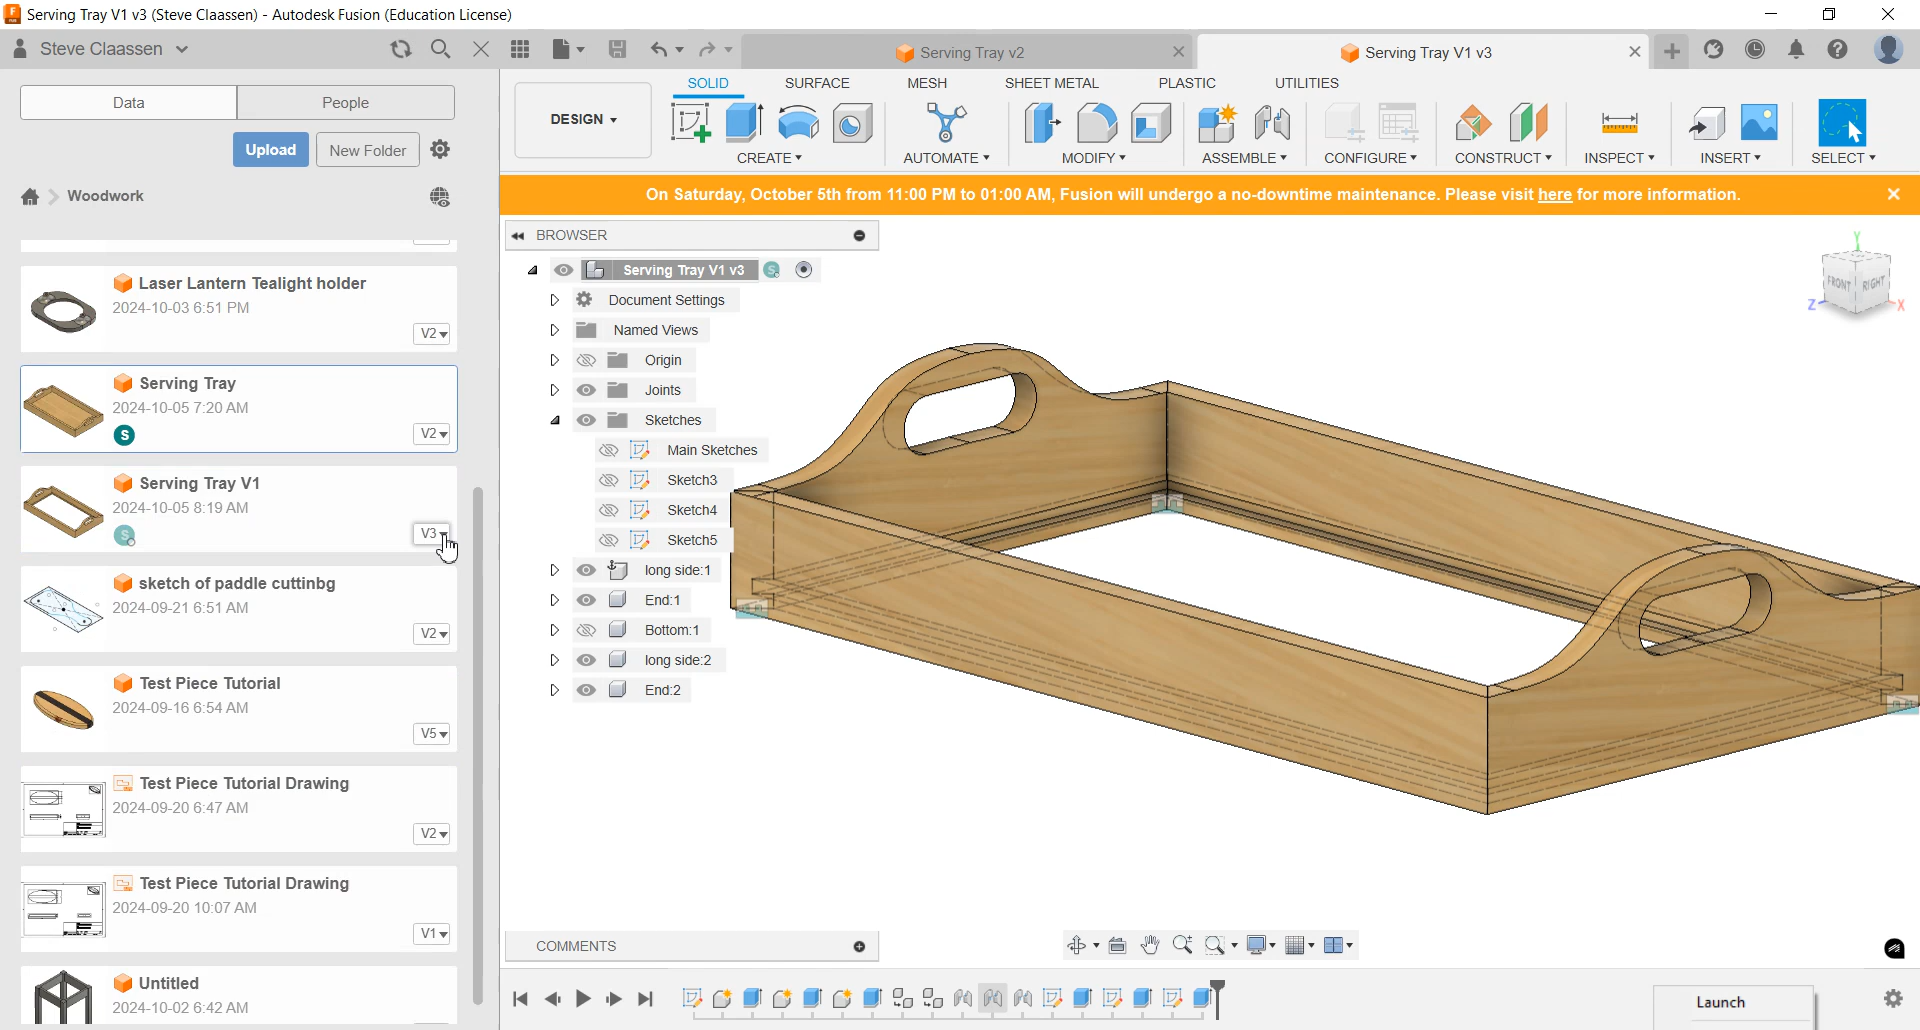 Serving Tray V1 v3 (Steve Claassen) - Autodesk Fusion (Education License)
Steve Claassen
Serving Tray v2
Serving Tray V1 v3
Data
People
Upload
New Folder
Woodwork
Laser Lantern Tealight holder
2024-10-03 6:51 PM
V2
Serving Tray
2024-10-05 7:20 AM
S
V2
Serving Tray V1
2024-10-05 8:19 AM
S
V3
sketch of paddle cuttinbg
2024-09-21 6:51 AM
V2
Test Piece Tutorial
2024-09-16 6:54 AM
V5
Test Piece Tutorial Drawing
2024-09-20 6:47 AM
V2
Test Piece Tutorial Drawing
2024-09-20 10:07 AM
V1
Untitled
2024-10-02 6:42 AM
DESIGN
SOLID
SURFACE
MESH
SHEET METAL
PLASTIC
UTILITIES
CREATE
AUTOMATE
MODIFY
ASSEMBLE
CONFIGURE
CONSTRUCT
INSPECT
INSERT
SELECT
On Saturday, October 5th from 11:00 PM to 01:00 AM, Fusion will undergo a no-downtime maintenance. Please visit here for more information.
BROWSER
Serving Tray V1 v3
S
Document Settings
Named Views
Origin
Joints
Sketches
Main Sketches
Sketch3
Sketch4
Sketch5
long side:1
End:1
Bottom:1
long side:2
End:2
Y
FRONT
RIGHT
Z
X
COMMENTS
Launch